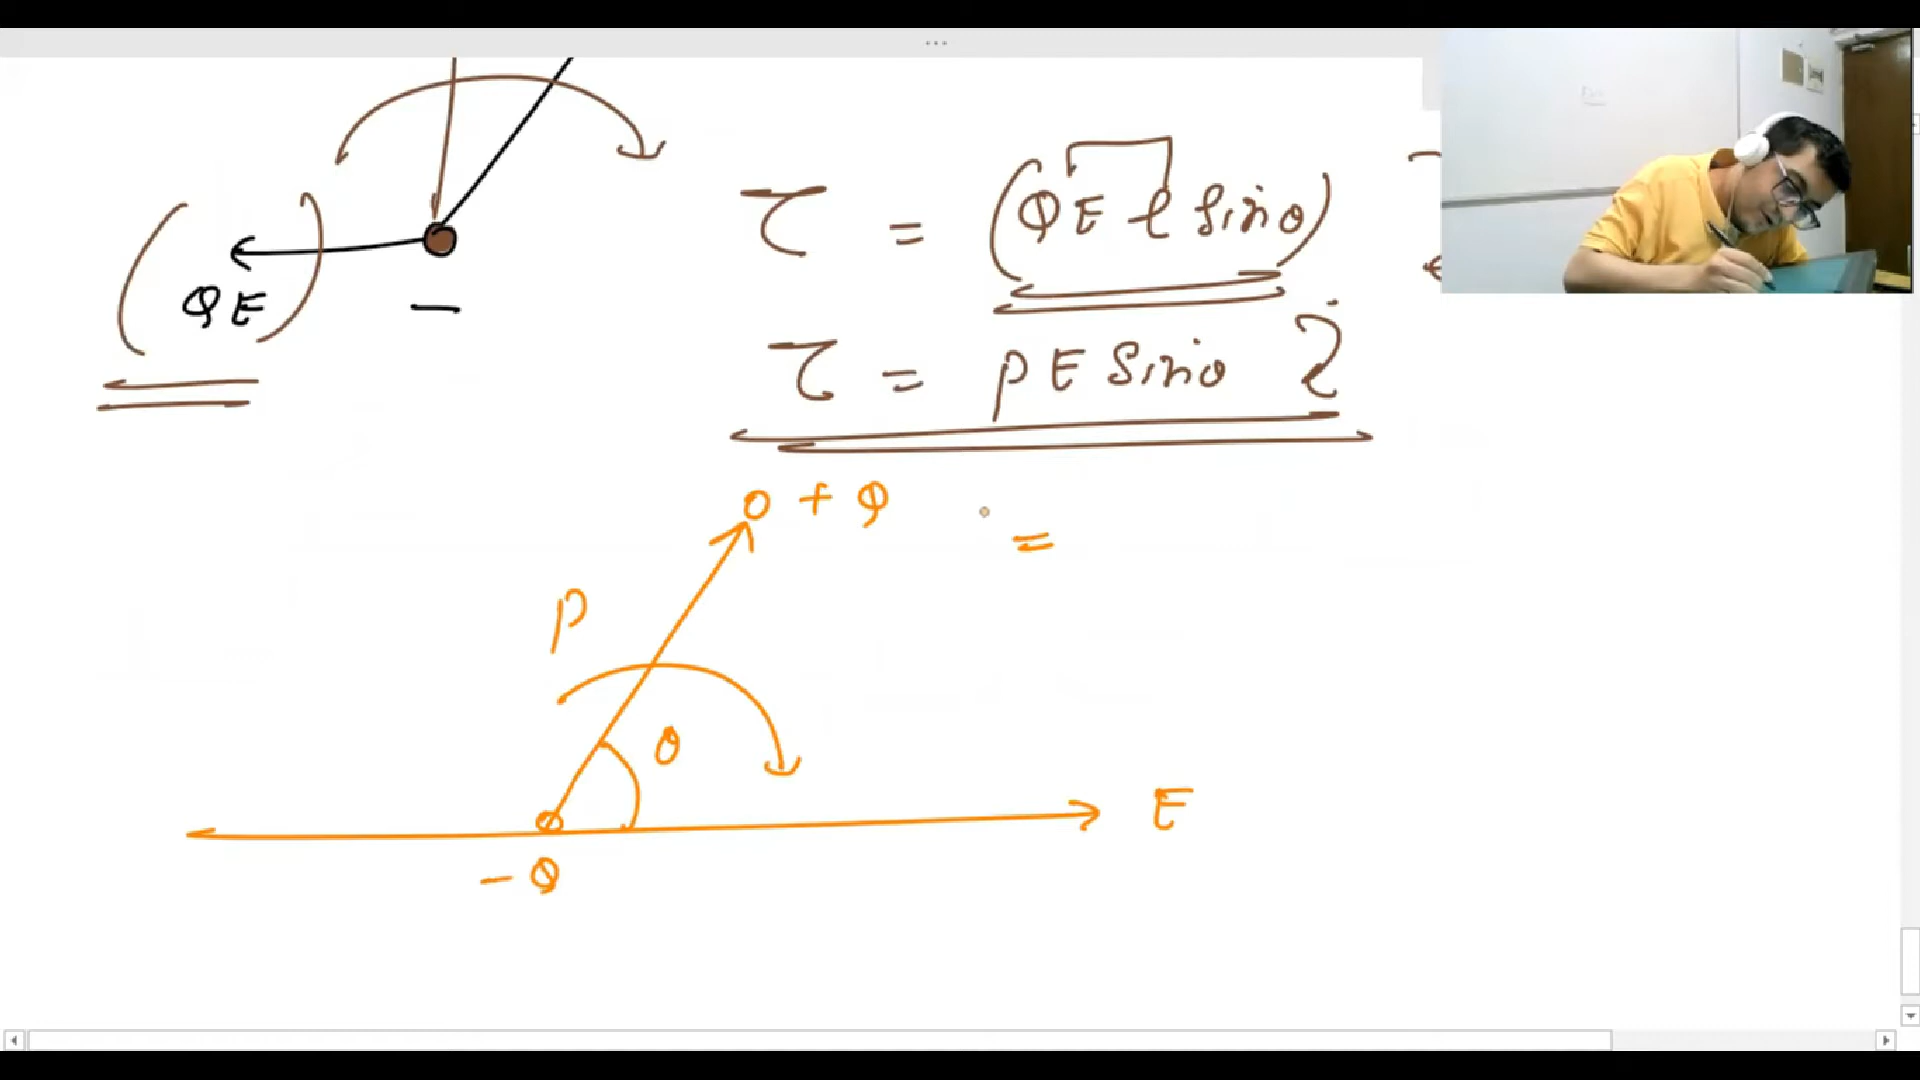 τ = (QE l sinθ)
QE
−
τ = PE sinθ
+ Q
=
P
θ
E
− Q